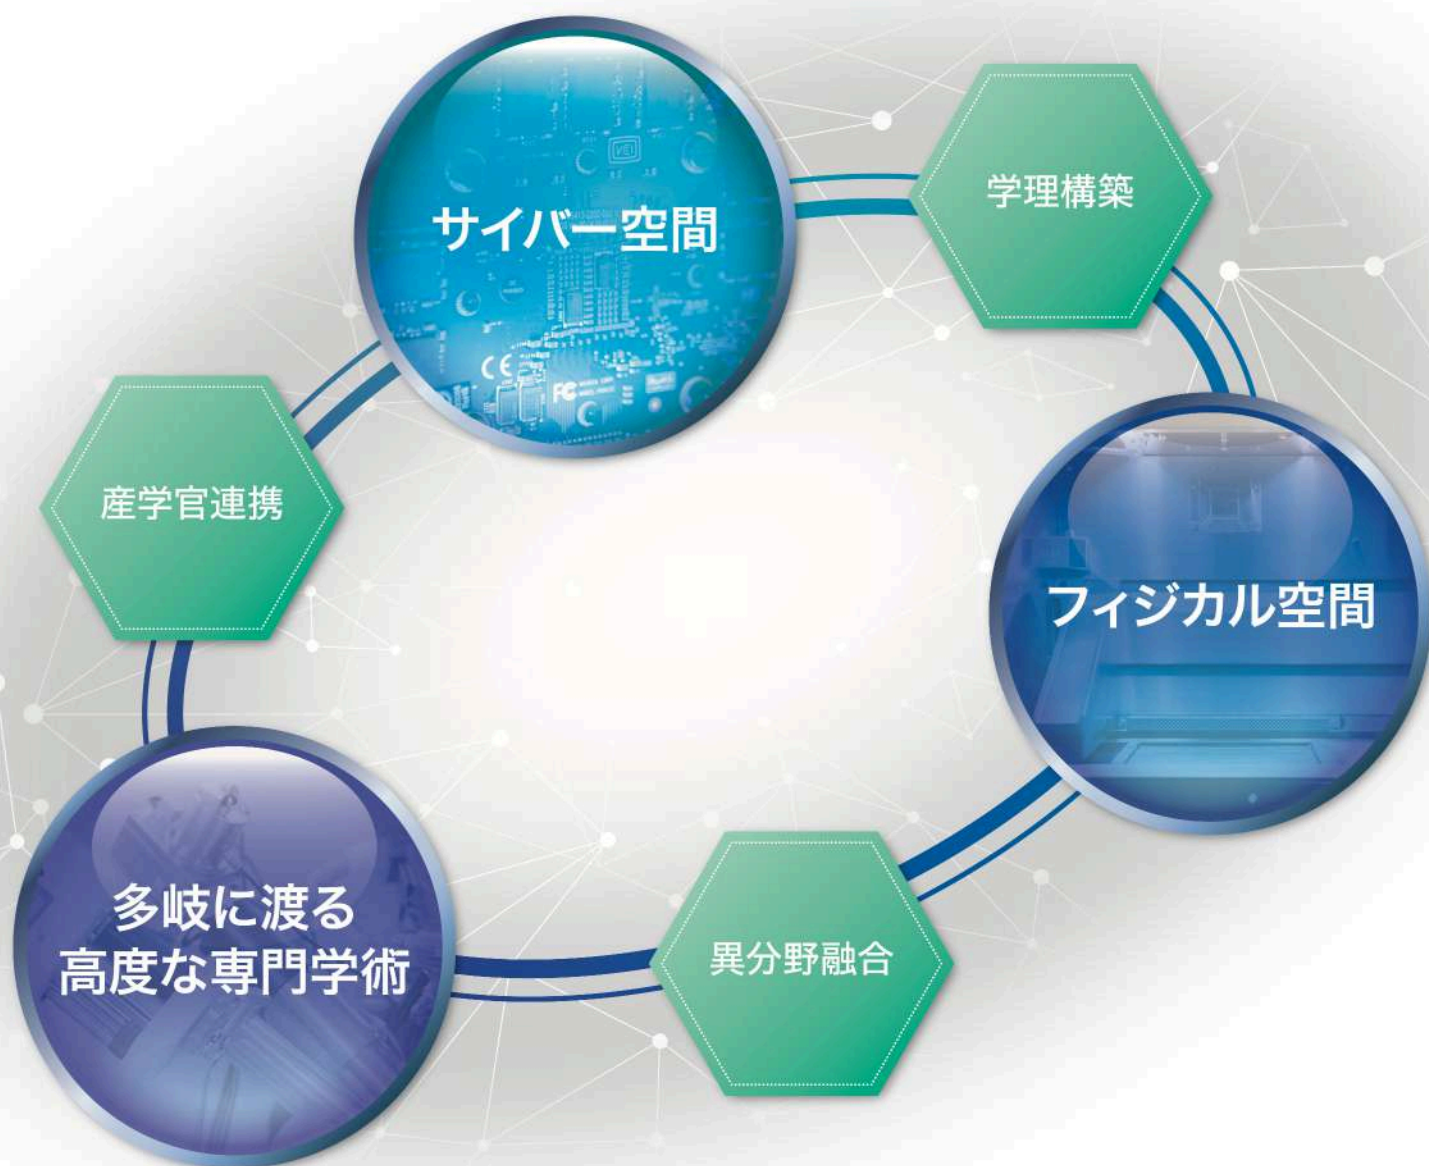 サイバー空間
学理構築
産学官連携
フィジカル空間
多岐に渡る
高度な専門学術
異分野融合
CE
FC